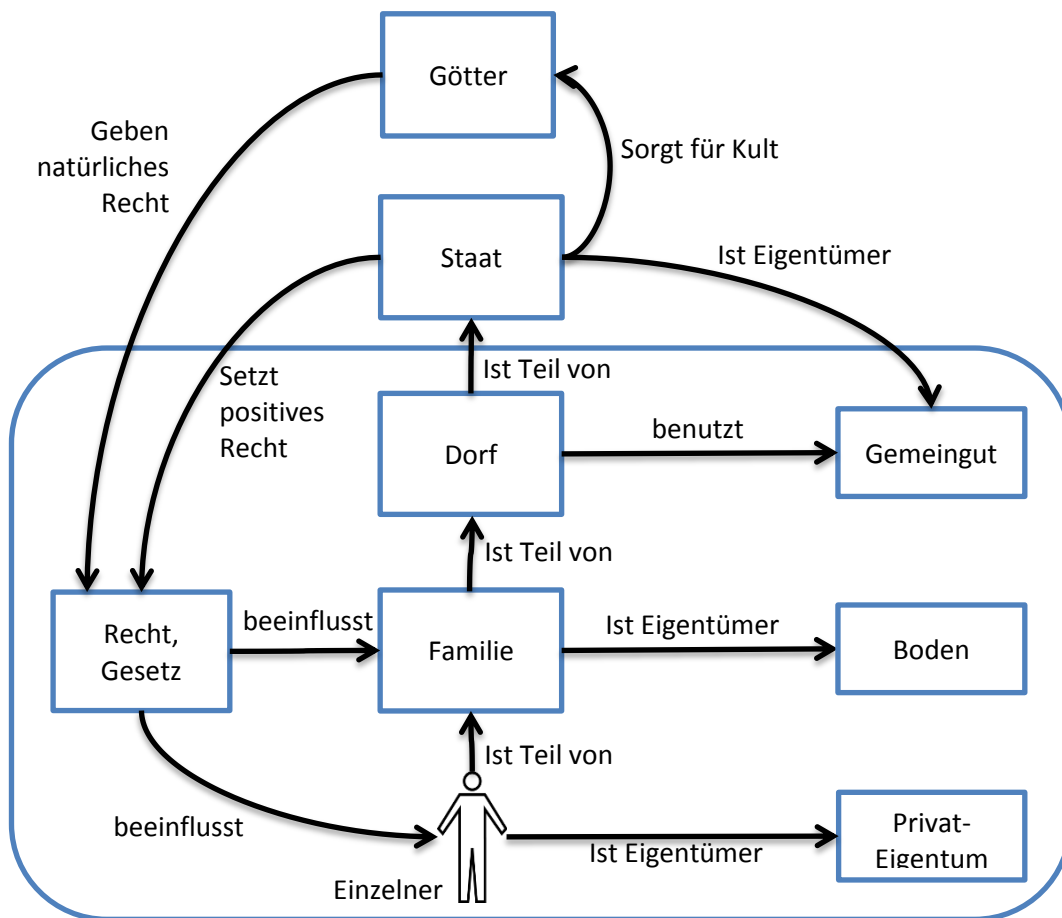 Götter
Geben
natürliches
Recht
Sorgt für Kult
Staat
Ist Eigentümer
Ist Teil von
Setzt
positives
Recht
Dorf
benutzt
Gemeingut
Ist Teil von
Recht,
Gesetz
beeinflusst
Familie
Ist Eigentümer
Boden
Ist Teil von
beeinflusst
Einzelner
Ist Eigentümer
Privat-
Eigentum